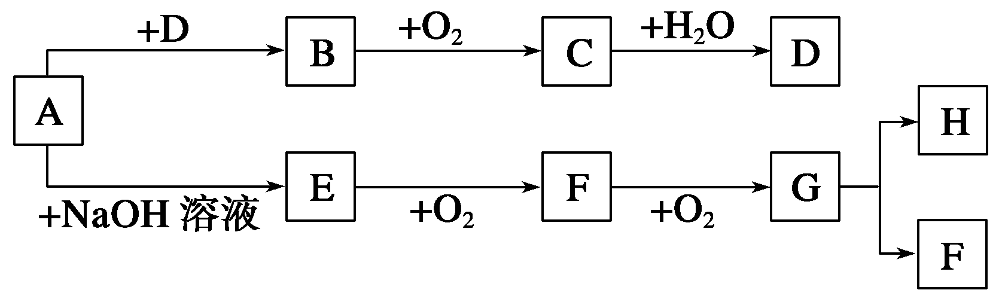 +D
B
+O₂
C
+H₂O
D
A
H
+NaOH 溶液
E
+O₂
F
+O₂
G
F